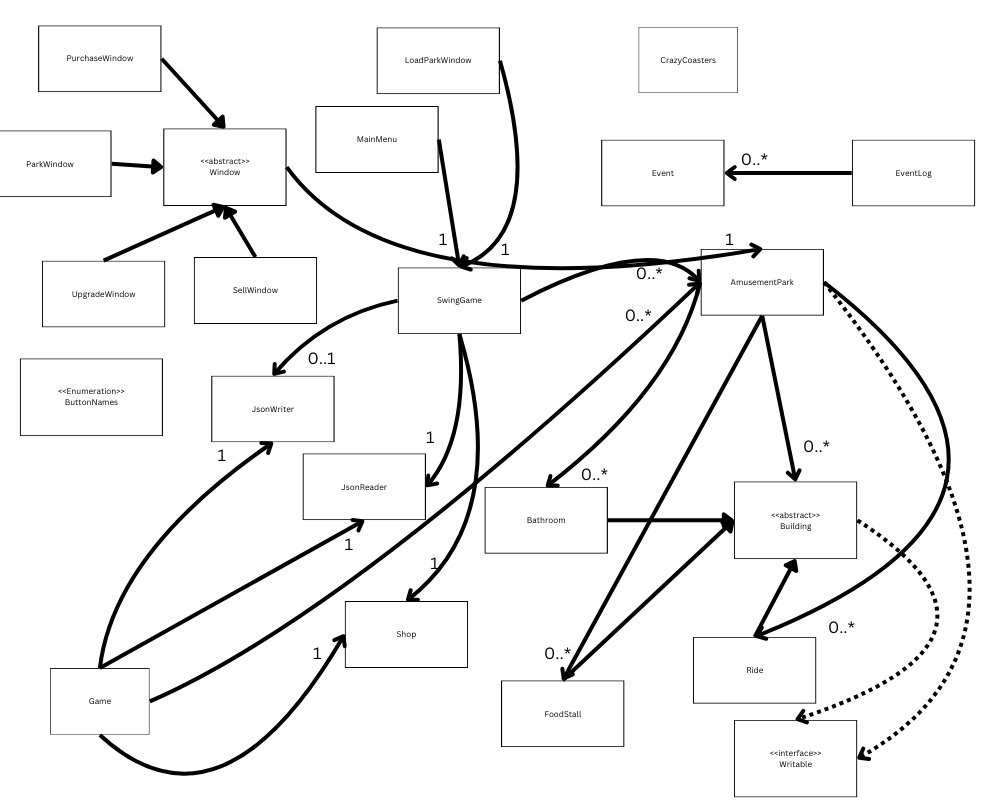 PurchaseWindow
LoadParkWindow
CrazyCoasters
MainMenu
ParkWindow
<<abstract>>
Window
Event
0..*
EventLog
1
1
1
UpgradeWindow
SellWindow
SwingGame
0..*
AmusementPark
0..*
0..1
<<Enumeration>>
ButtonNames
JsonWriter
1
1
0..*
JsonReader
0..*
<<abstract>>
Building
Bathroom
1
1
Shop
0..*
1
0..*
Ride
Game
FoodStall
<<interface>>
Writable